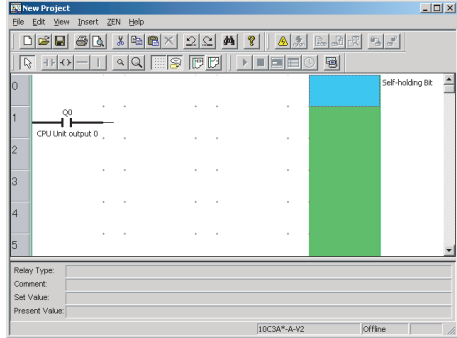 New Project
File Edit View Insert ZEN Help
0
Self-holding Bit
1
Q0
CPU Unit output 0
2
3
4
5
Relay Type:
Comment:
Set Value:
Present Value:
10C3A*-A-V2
Offline